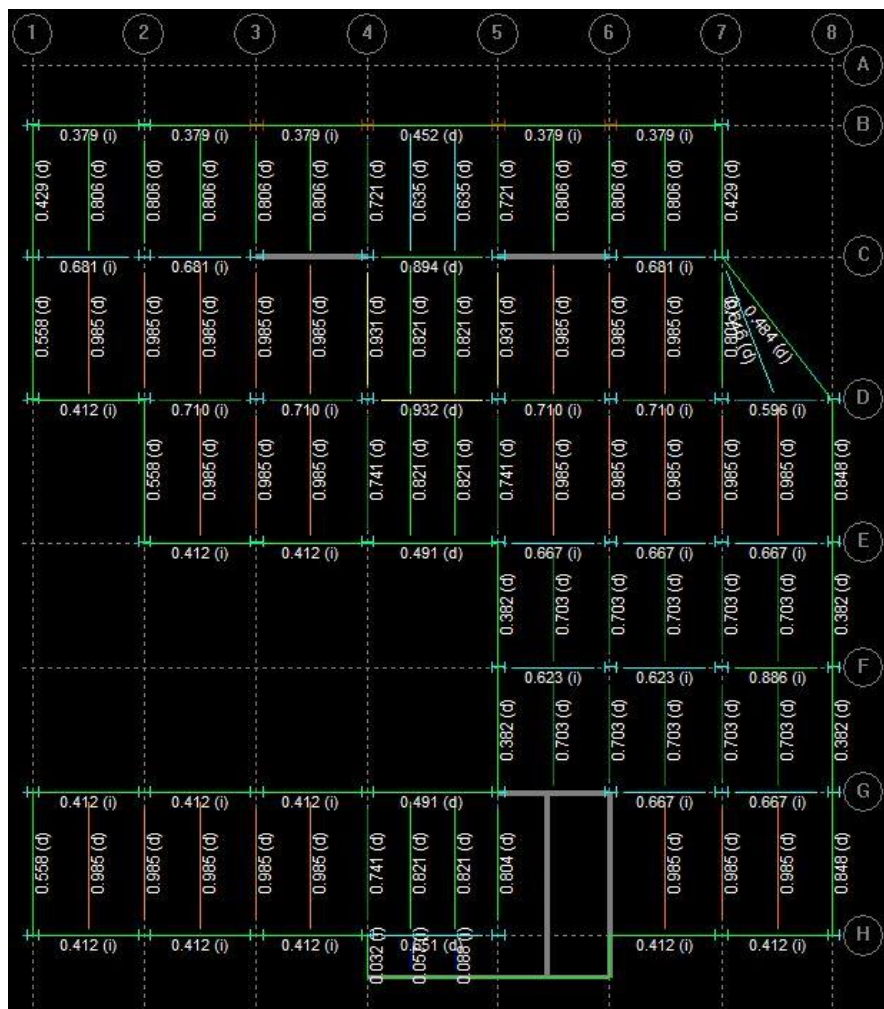 1 2 3 4 5 6 7 8
A
B
0.379 (i) 0.379 (i) 0.379 (i) 0.452 (d) 0.379 (i) 0.379 (i)
0.429 (d) 0.806 (d) 0.806 (d) 0.806 (d) 0.806 (d) 0.806 (d) 0.721 (d) 0.635 (d) 0.635 (d) 0.721 (d) 0.806 (d) 0.806 (d) 0.806 (d) 0.429 (d)
C
0.681 (i) 0.681 (i) 0.894 (d) 0.681 (i)
0.558 (d) 0.985 (d) 0.985 (d) 0.985 (d) 0.985 (d) 0.985 (d) 0.931 (d) 0.821 (d) 0.821 (d) 0.931 (d) 0.985 (d) 0.985 (d) 0.985 (d) 0.484 (d)
D
0.412 (i) 0.710 (i) 0.710 (i) 0.932 (d) 0.710 (i) 0.710 (i) 0.596 (i)
0.558 (d) 0.985 (d) 0.985 (d) 0.985 (d) 0.741 (d) 0.821 (d) 0.821 (d) 0.741 (d) 0.985 (d) 0.985 (d) 0.985 (d) 0.985 (d) 0.985 (d) 0.848 (d)
E
0.412 (i) 0.412 (i) 0.491 (d) 0.667 (i) 0.667 (i) 0.667 (i)
0.382 (d) 0.703 (d) 0.703 (d) 0.703 (d) 0.703 (d) 0.703 (d) 0.382 (d)
F
0.623 (i) 0.623 (i) 0.886 (i)
0.382 (d) 0.703 (d) 0.703 (d) 0.703 (d) 0.703 (d) 0.703 (d) 0.382 (d)
G
0.412 (i) 0.412 (i) 0.412 (i) 0.491 (d) 0.667 (i) 0.667 (i)
0.558 (d) 0.985 (d) 0.985 (d) 0.985 (d) 0.985 (d) 0.985 (d) 0.741 (d) 0.821 (d) 0.821 (d) 0.804 (d) 0.985 (d) 0.985 (d) 0.985 (d) 0.848 (d)
H
0.412 (i) 0.412 (i) 0.412 (i) 0.412 (i) 0.412 (i)
0.032 (i)